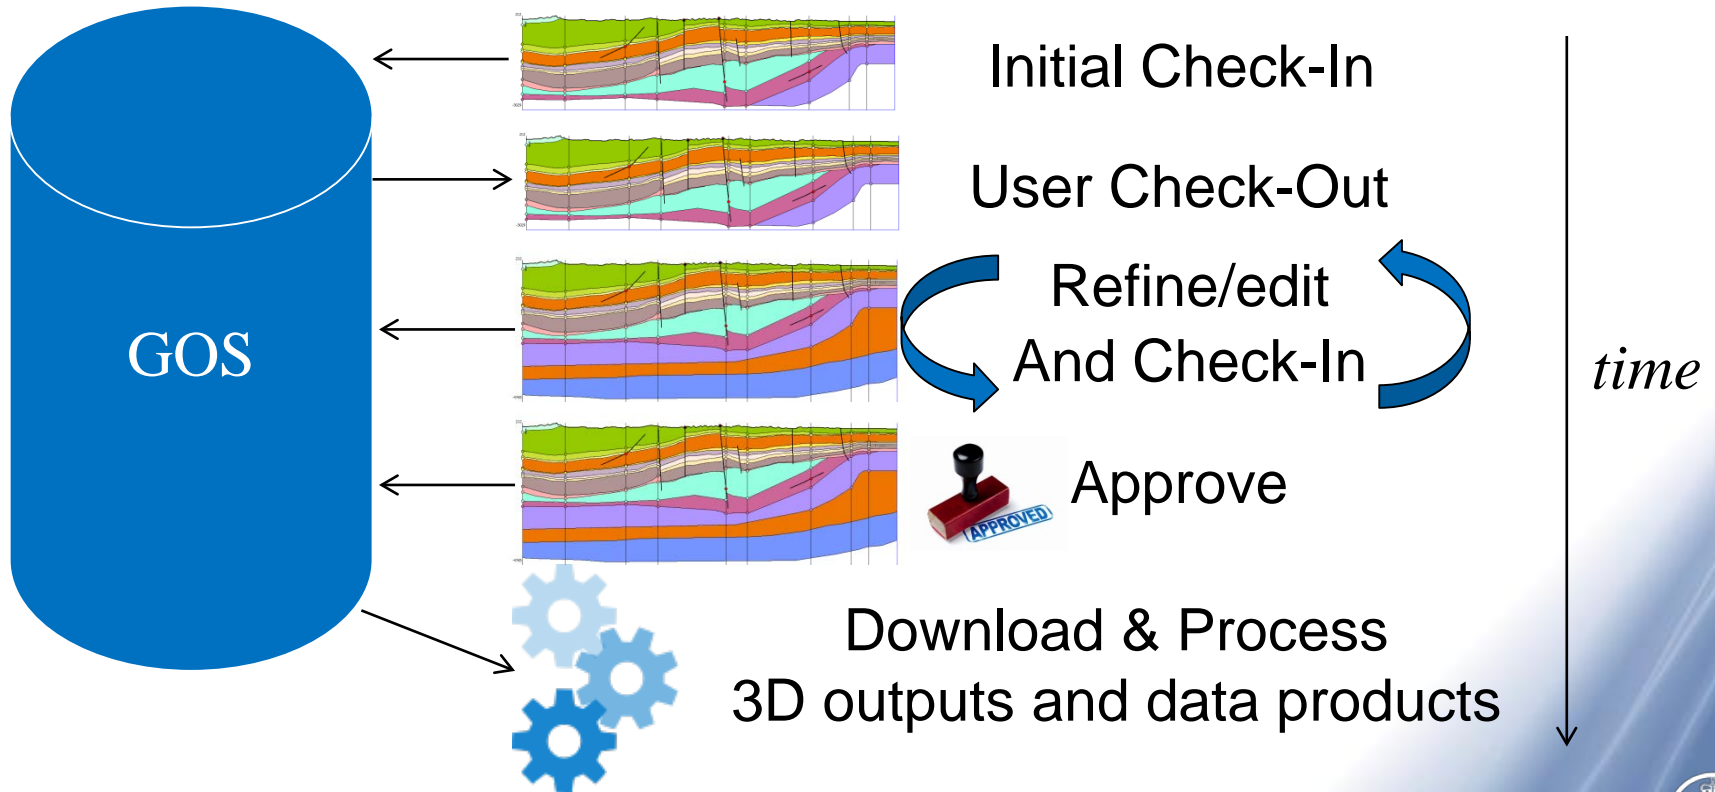 Initial Check-In
User Check-Out
Refine/edit
And Check-In
GOS
time
Approve
APPROVED
Download & Process
3D outputs and data products